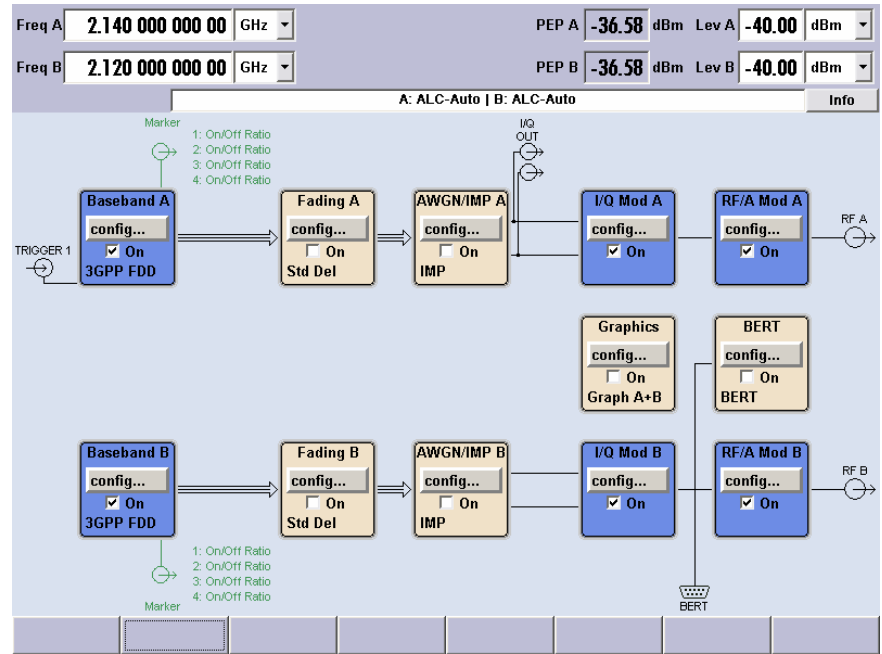 Freq A 2.140 000 000 00 GHz PEP A -36.58 dBm Lev A -40.00 dBm
Freq B 2.120 000 000 00 GHz PEP B -36.58 dBm Lev B -40.00 dBm
A: ALC-Auto | B: ALC-Auto Info
Marker
1: On/Off Ratio
2: On/Off Ratio
3: On/Off Ratio
4: On/Off Ratio
I/Q
OUT
Baseband A Fading A AWGN/IMP A I/Q Mod A RF/A Mod A
config... config... config... config... config...
RF A
On On On On On
TRIGGER 1
3GPP FDD Std Del IMP
Graphics BERT
config... config...
On On
Graph A+B BERT
Baseband B Fading B AWGN/IMP B I/Q Mod B RF/A Mod B
config... config... config... config... config...
RF B
On On On On On
3GPP FDD Std Del IMP
1: On/Off Ratio
2: On/Off Ratio
3: On/Off Ratio
4: On/Off Ratio
Marker
BERT